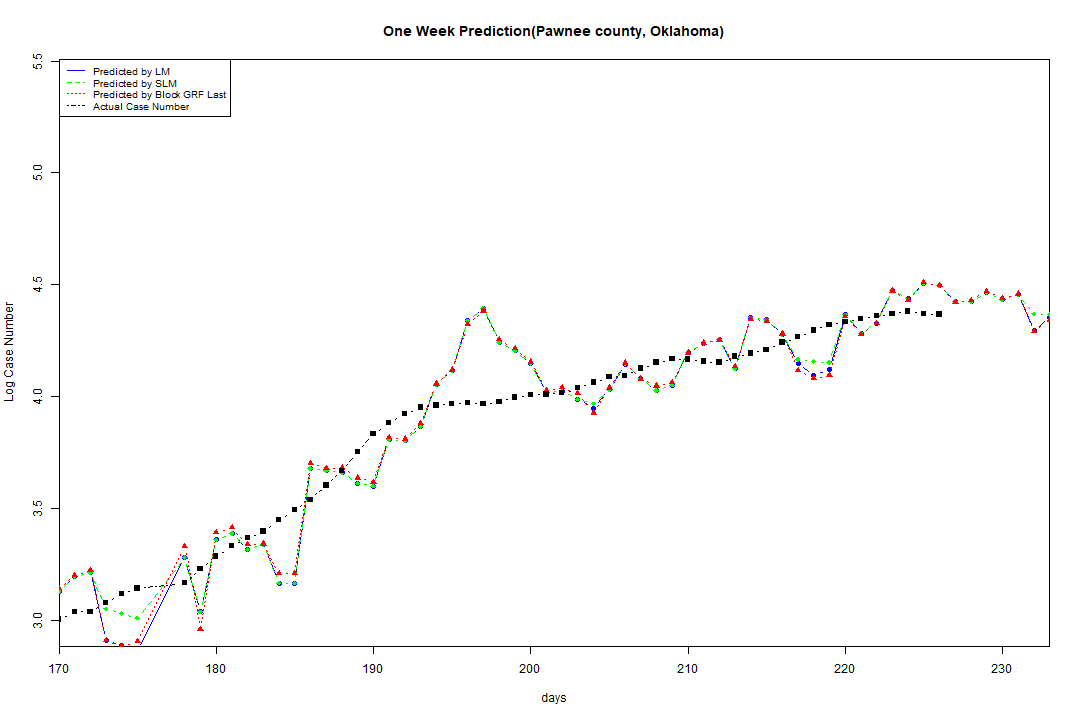 One Week Prediction(Pawnee county, Oklahoma)
Predicted by LM
Predicted by SLM
Predicted by Block GRF Last
Actual Case Number
5.5
5.0
4.5
4.0
3.5
3.0
Log Case Number
170 180 190 200 210 220 230
days